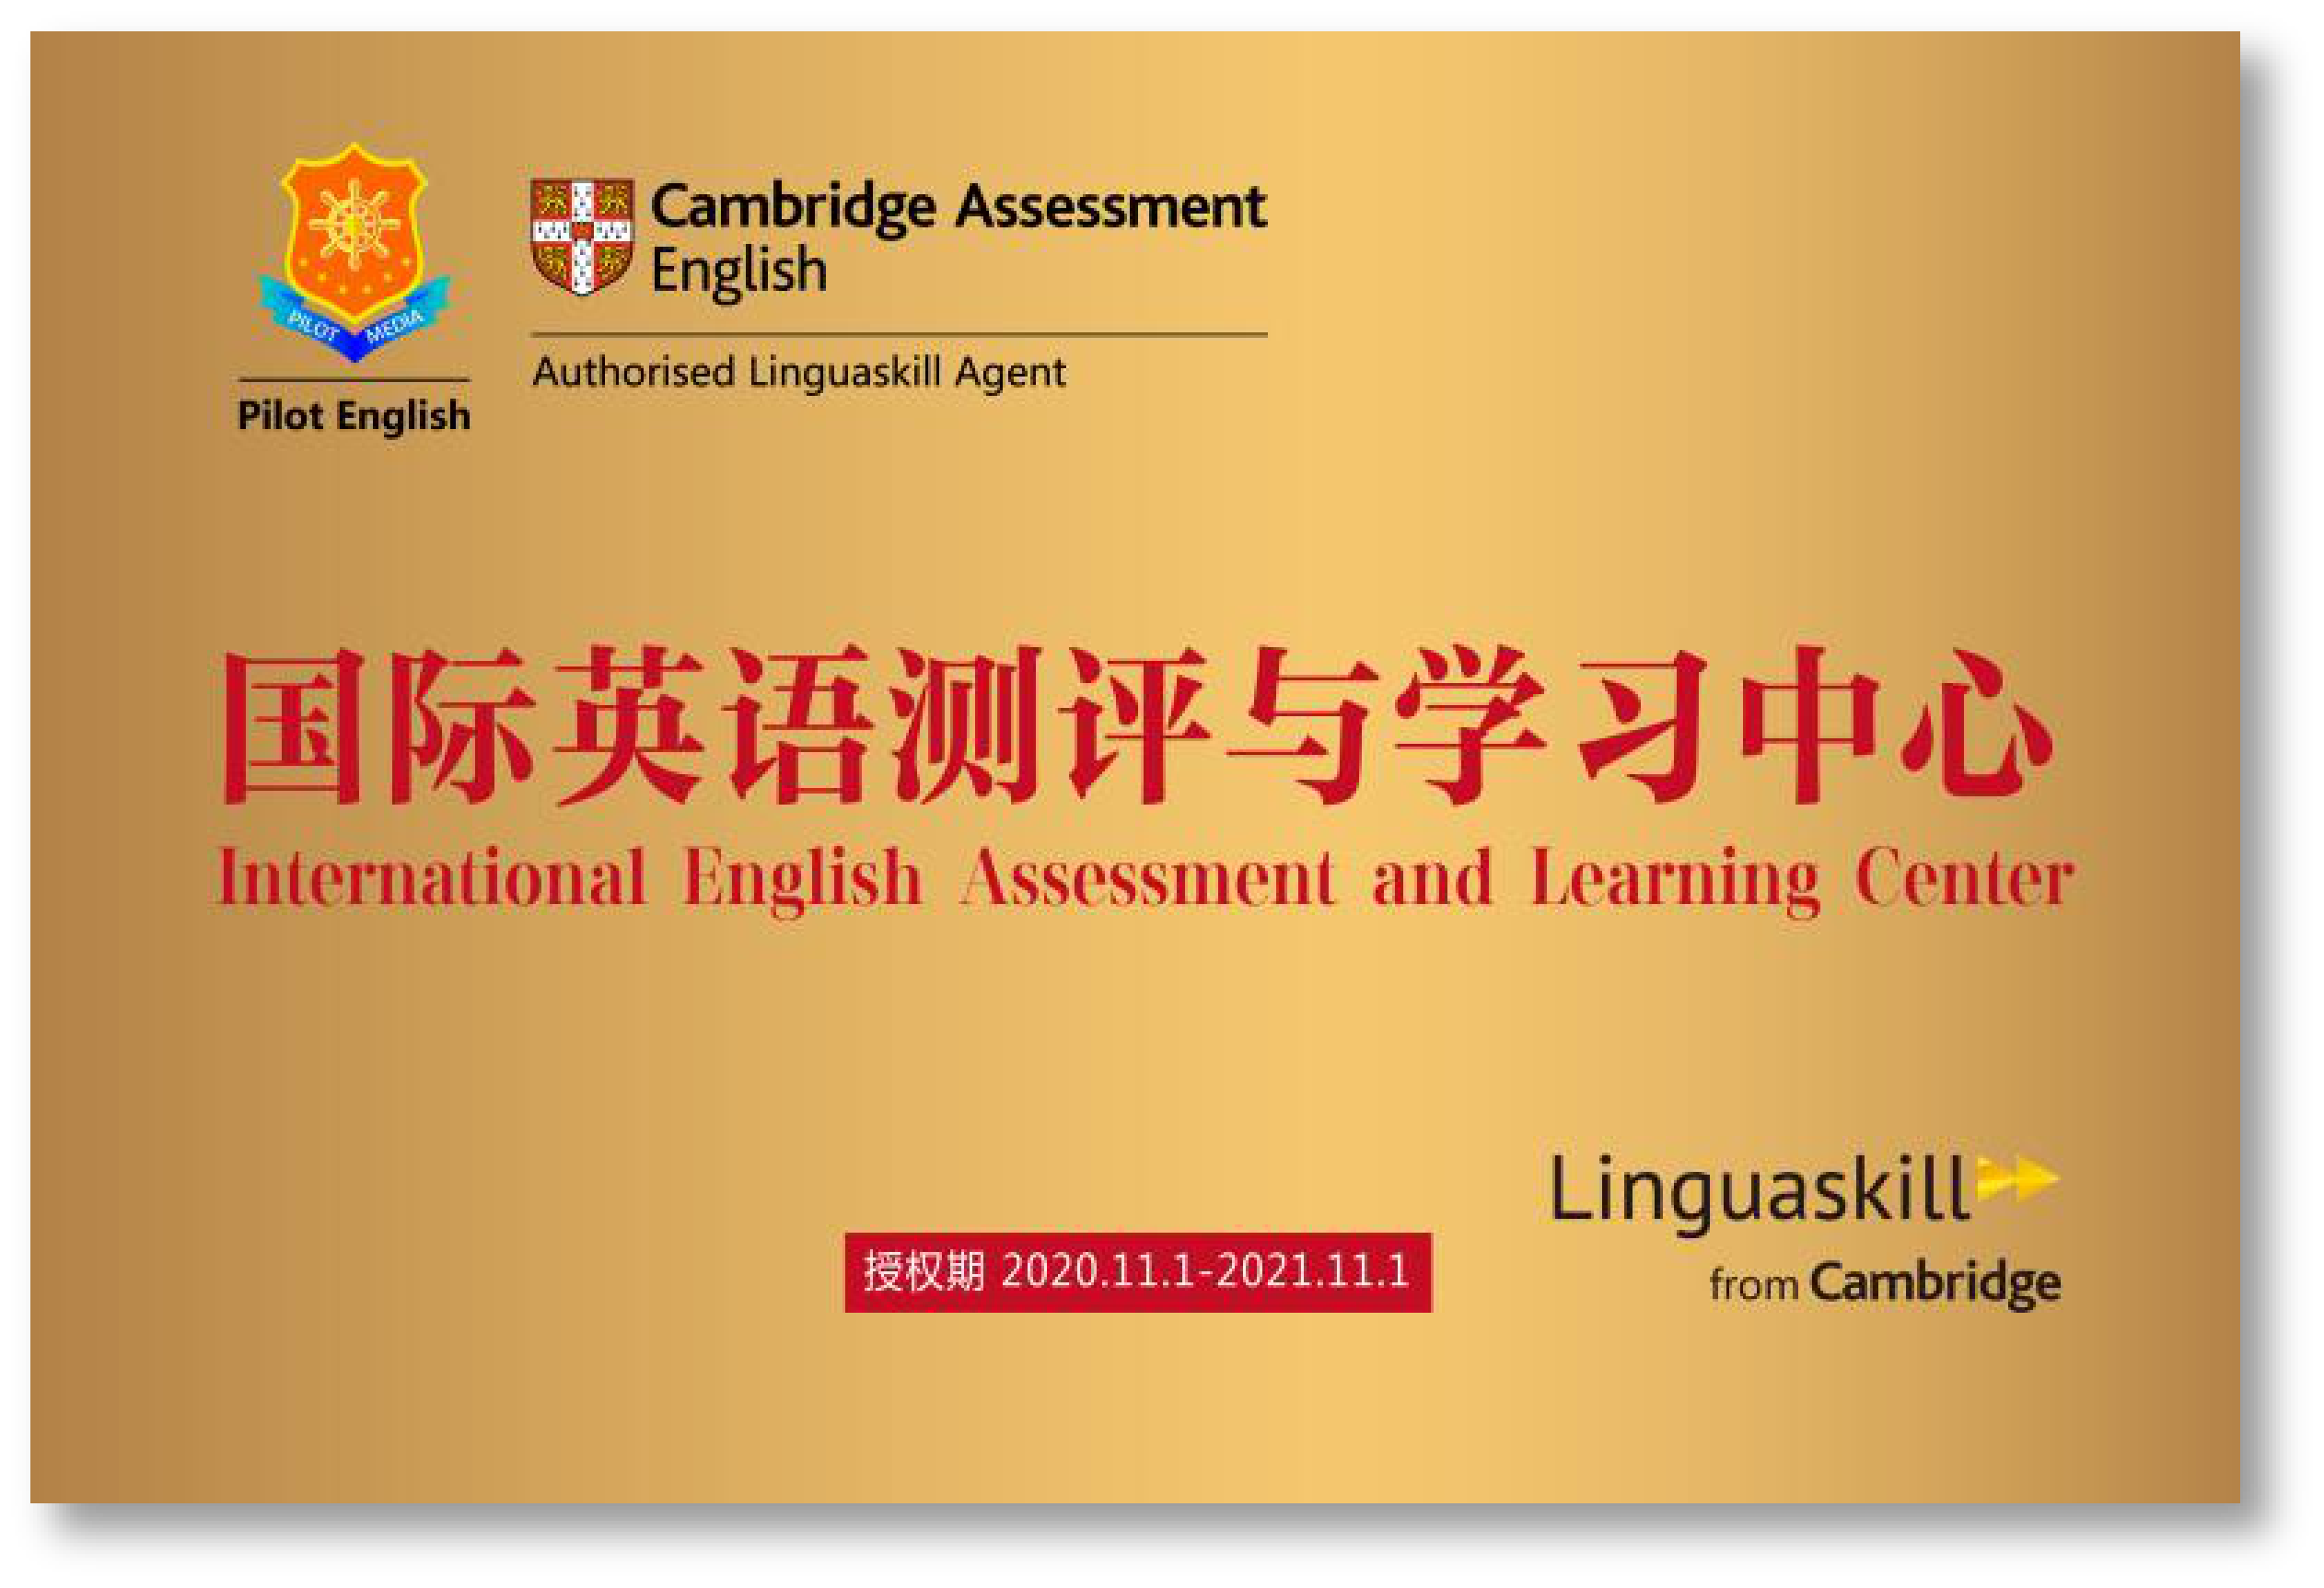 PILOT MEDIA
Pilot English
Cambridge Assessment
English
Authorised Linguaskill Agent
国际英语测评与学习中心
International English Assessment and Learning Center
授权期 2020.11.1-2021.11.1
Linguaskill
from Cambridge